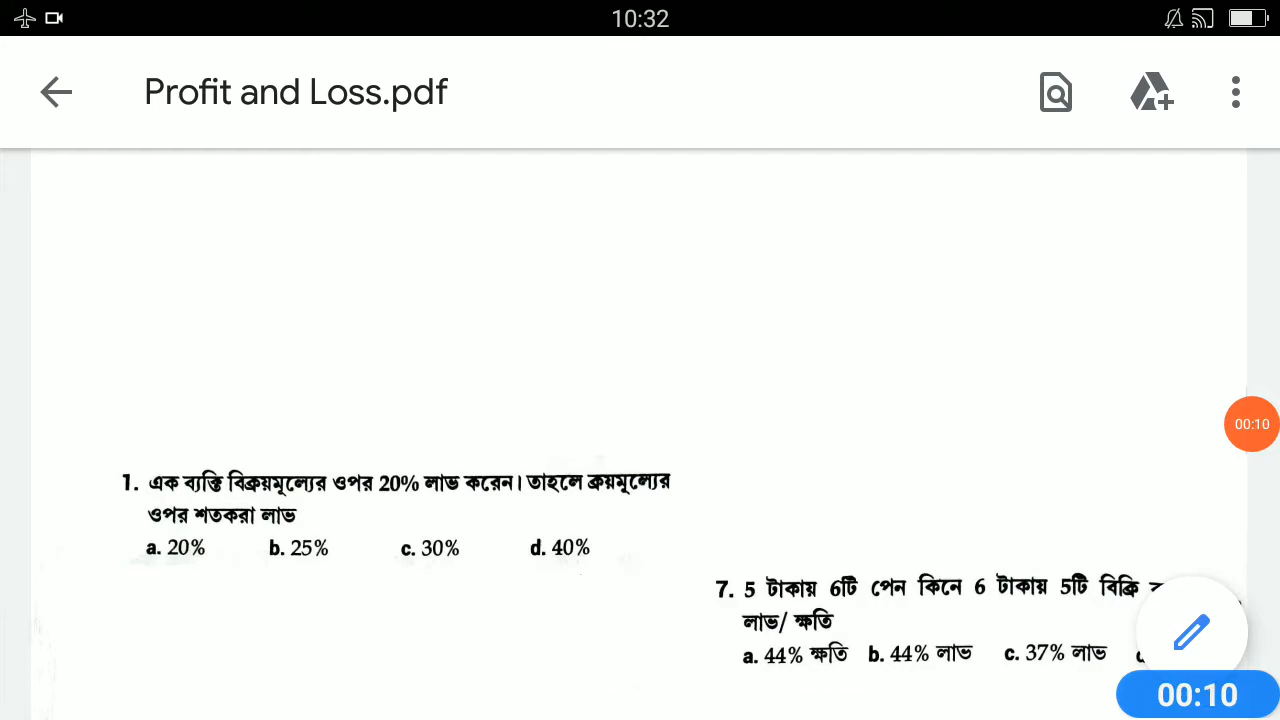 10:32
Profit and Loss.pdf
00:10
1. এক ব্যক্তি বিক্রয়মূল্যের ওপর 20% লাভ করেন। তাহলে ক্রয়মূল্যের
ওপর শতকরা লাভ
a. 20% b. 25% c. 30% d. 40%
7. 5 টাকায় 6টি পেন কিনে 6 টাকায় 5টি বিক্রি
লাভ/ ক্ষতি
a. 44% ক্ষতি b. 44% লাভ c. 37% লাভ
00:10